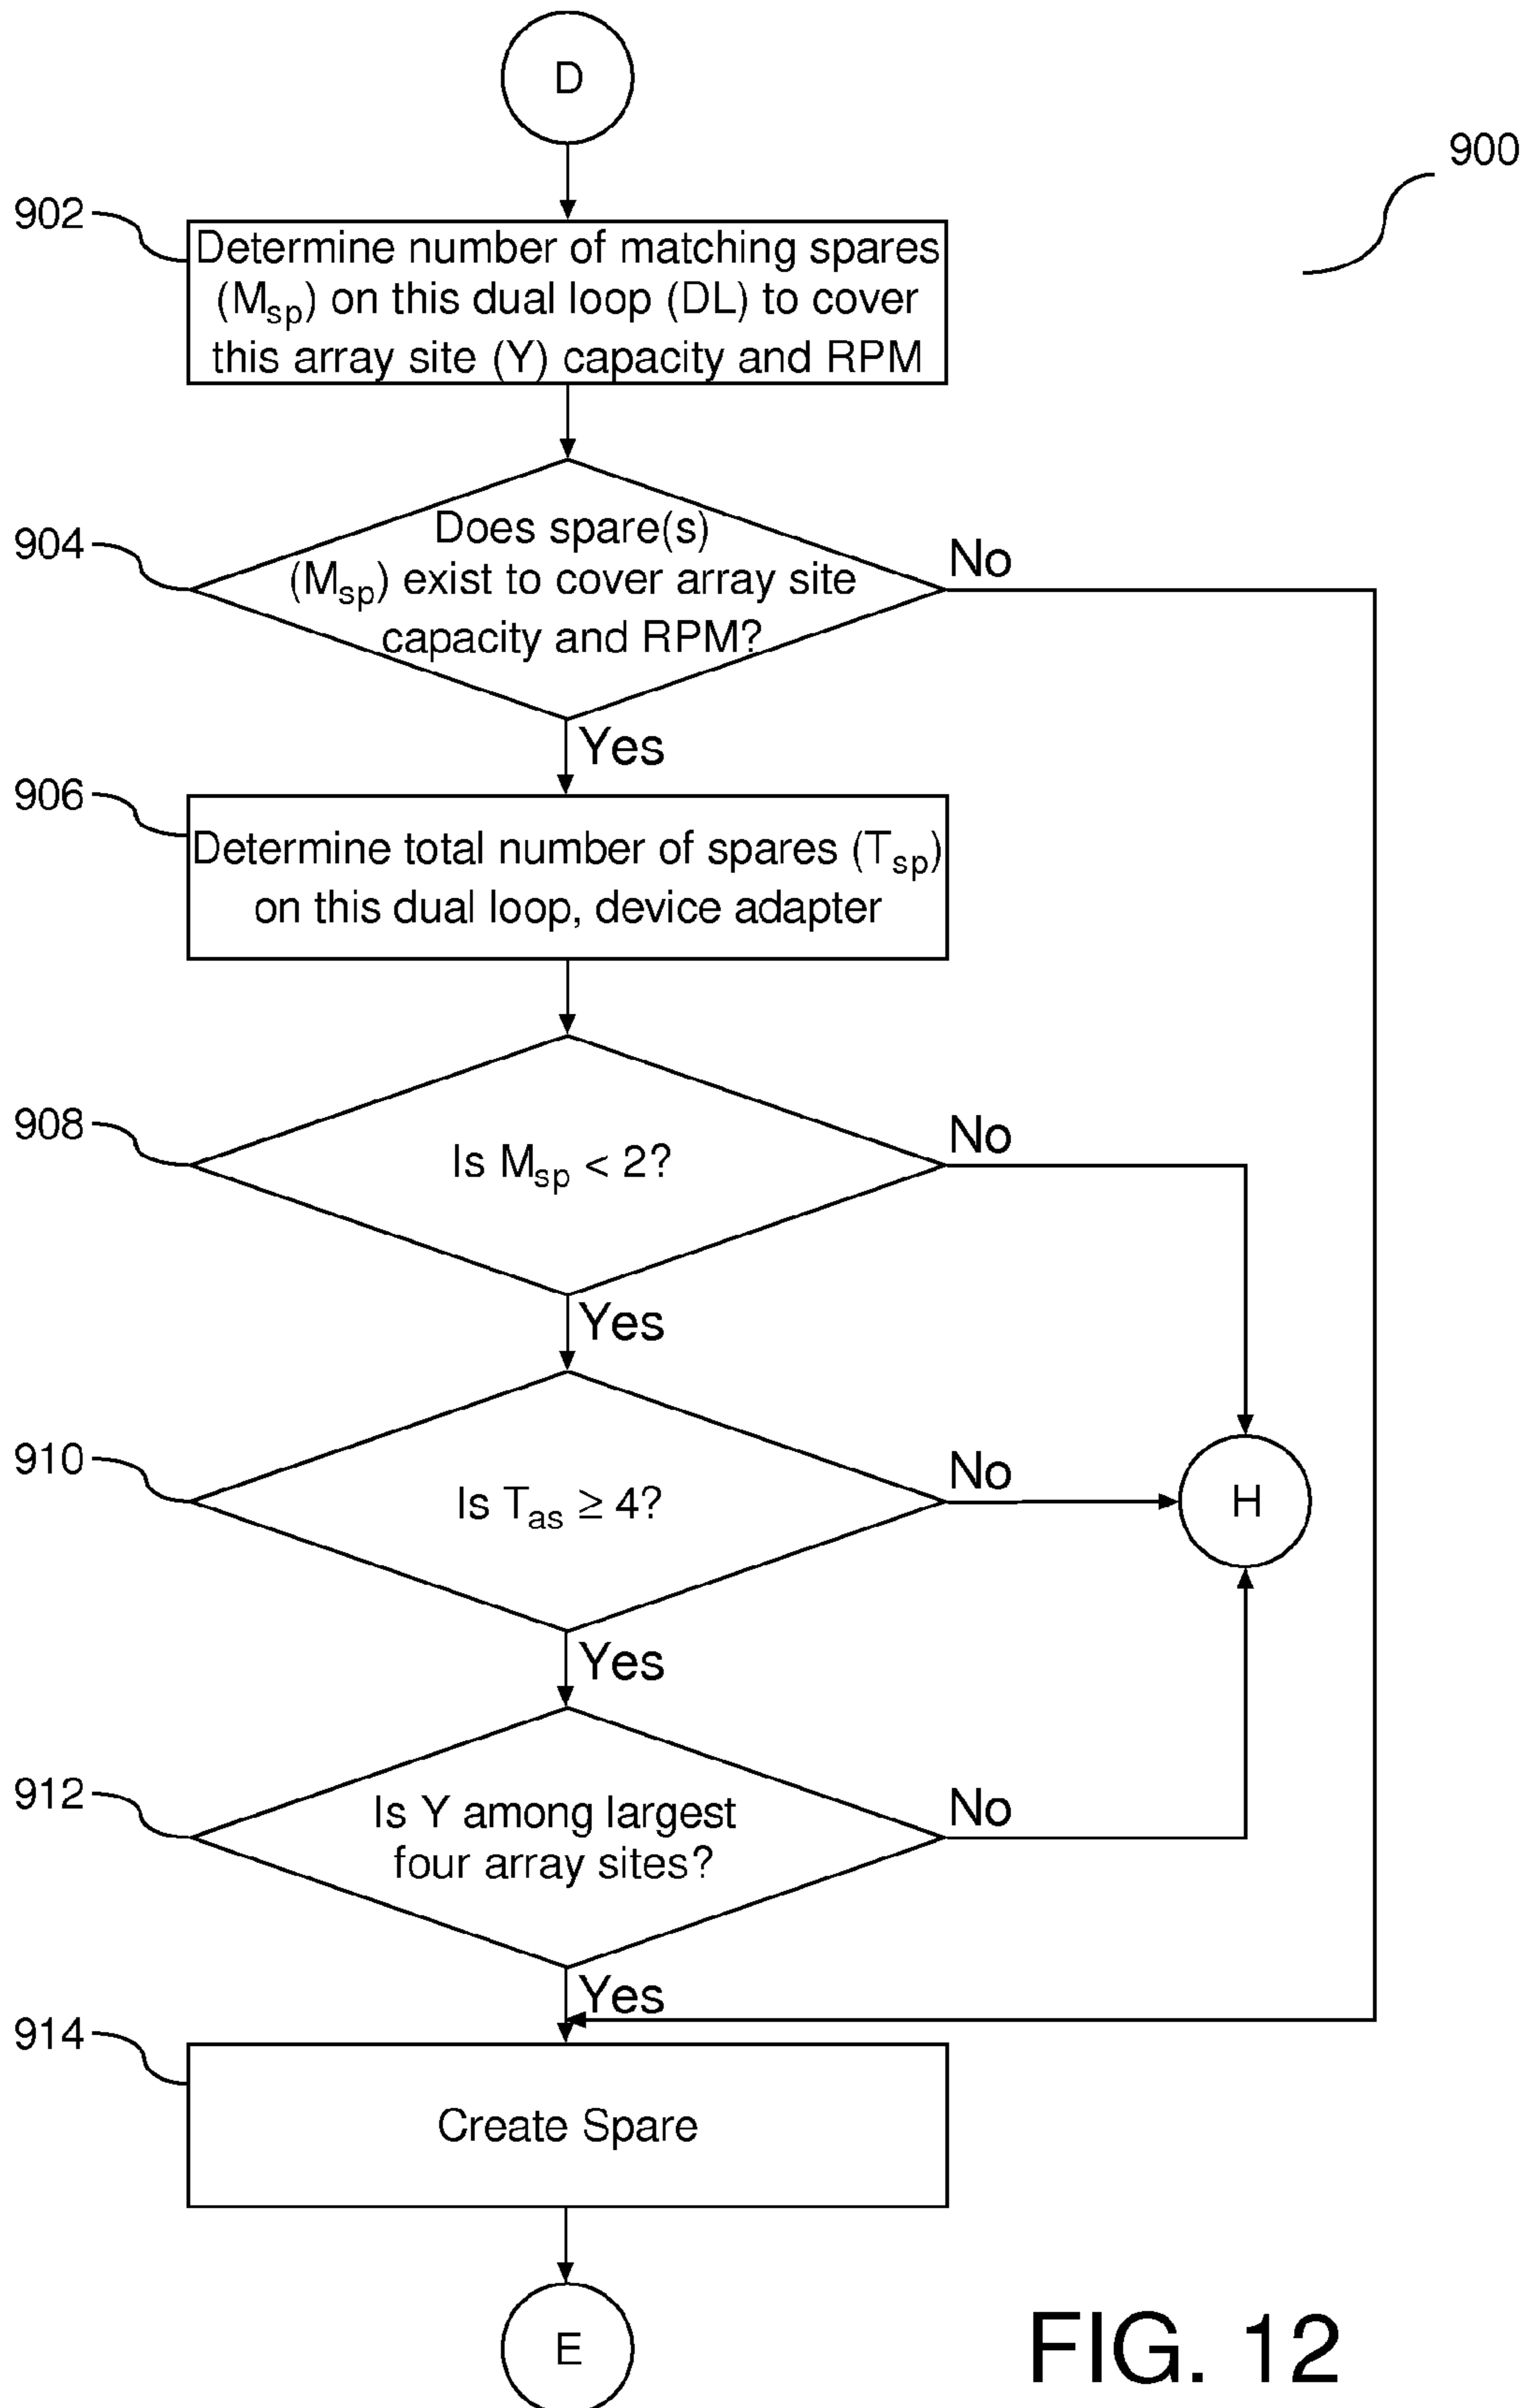 D
900
902
Determine number of matching spares
(Msp) on this dual loop (DL) to cover
this array site (Y) capacity and RPM
904
Does spare(s)
(Msp) exist to cover array site
capacity and RPM?
No
Yes
906
Determine total number of spares (Tsp)
on this dual loop, device adapter
908
Is Msp < 2?
No
Yes
910
Is Tas ≥ 4?
No
H
Yes
912
Is Y among largest
four array sites?
No
Yes
914
Create Spare
E
FIG. 12